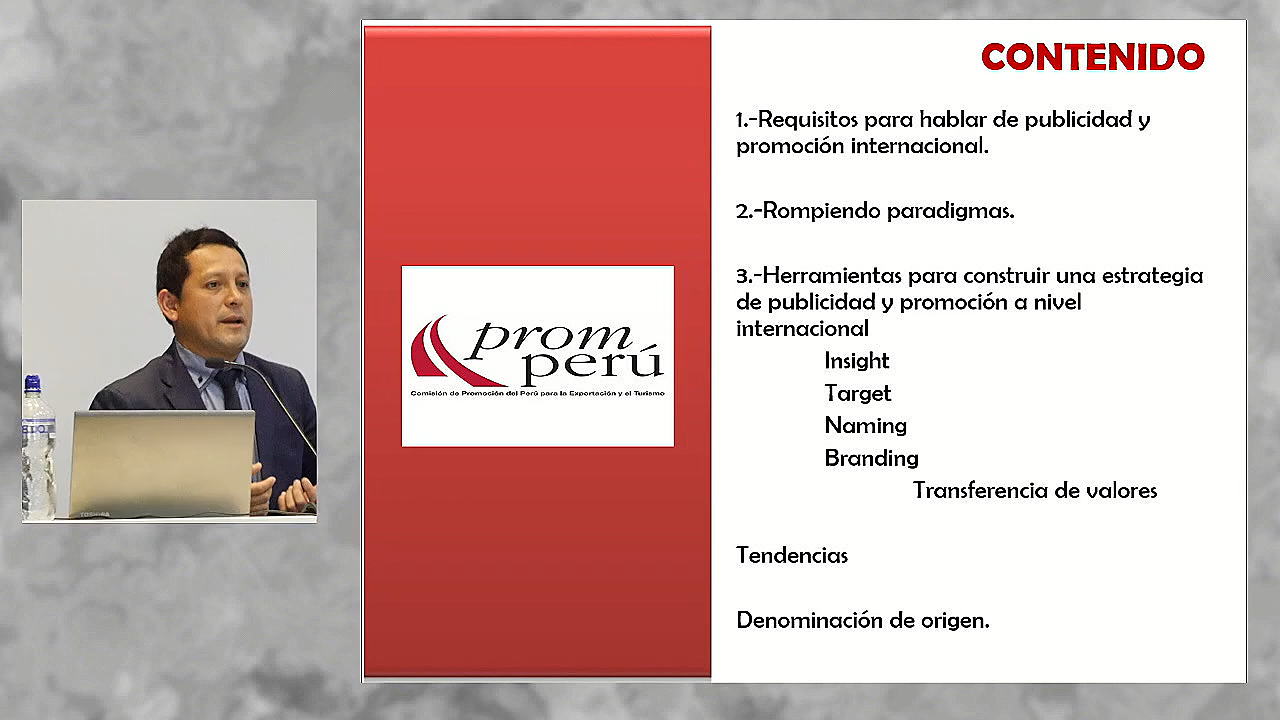 CONTENIDO
1.-Requisitos para hablar de publicidad y
promoción internacional.
2.-Rompiendo paradigmas.
3.-Herramientas para construir una estrategia
de publicidad y promoción a nivel
internacional
Insight
Target
Naming
Branding
Transferencia de valores
Tendencias
Denominación de origen.
prom
perú
Comisión de Promoción del Perú para la Exportación y el Turismo
TOSHIBA